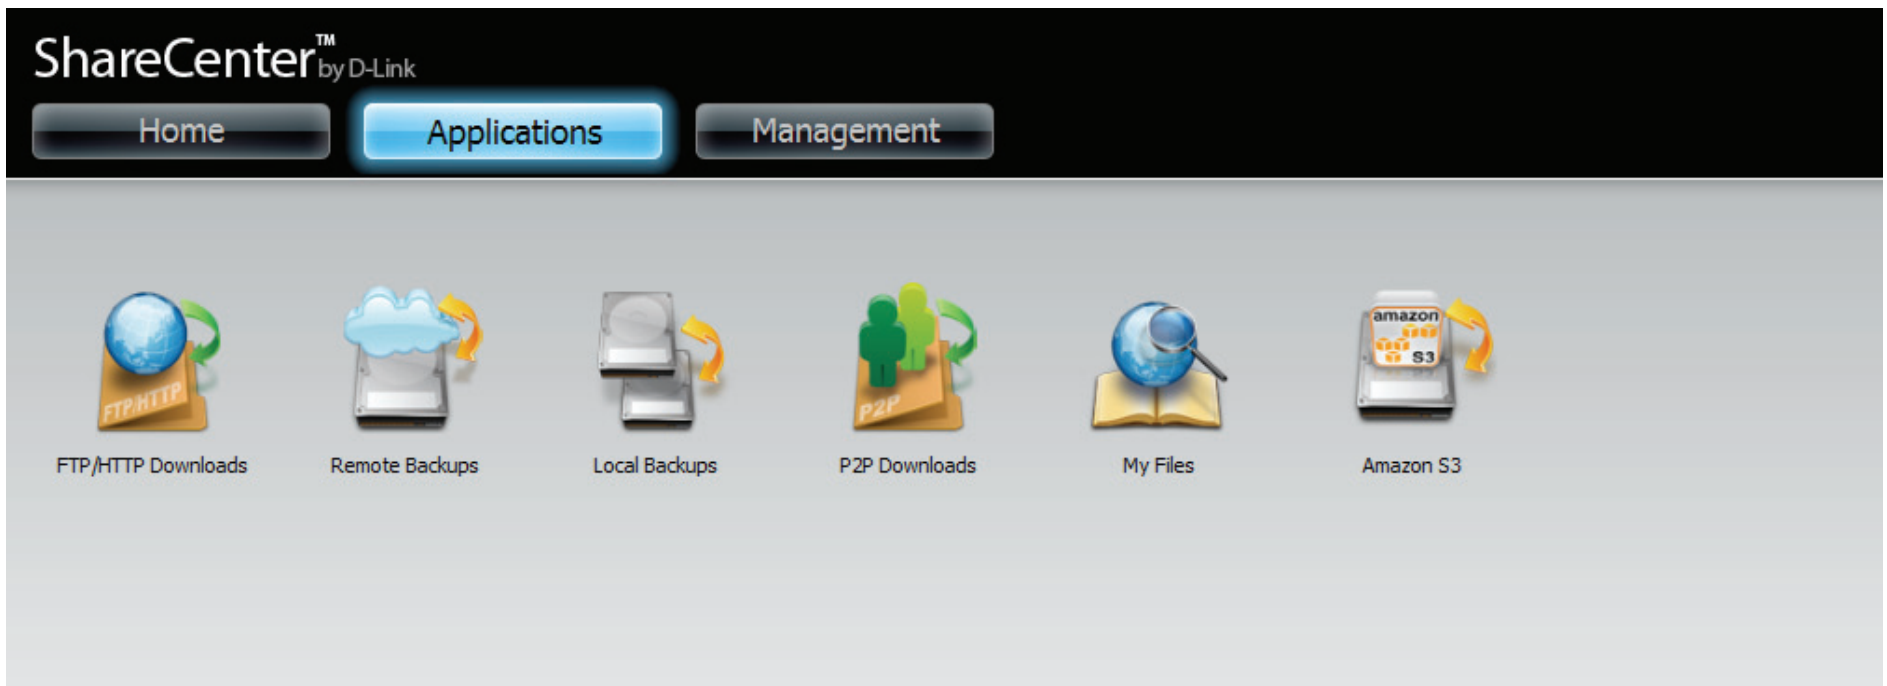 ShareCenter™ by D-Link
Home Applications Management
FTP/HTTP
P2P
amazon
S3
FTP/HTTP Downloads Remote Backups Local Backups P2P Downloads My Files Amazon S3